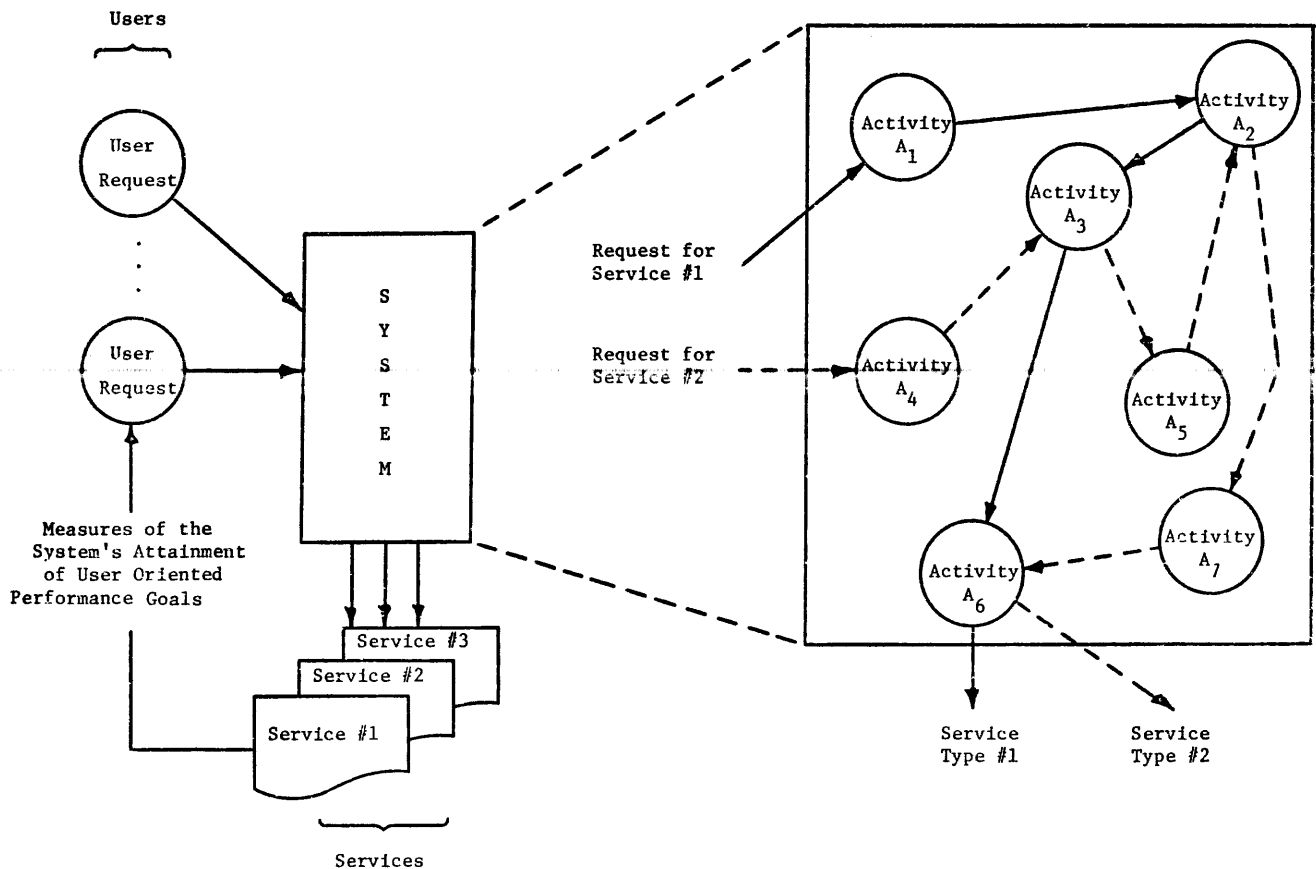 Users
User
Request
User
Request
S
Y
S
T
E
M
Measures of the
System's Attainment
of User Oriented
Performance Goals
Service #3
Service #2
Service #1
Services
Request for
Service #1
Request for
Service #2
Activity
A1
Activity
A2
Activity
A3
Activity
A4
Activity
A5
Activity
A6
Activity
A7
Service
Type #1
Service
Type #2